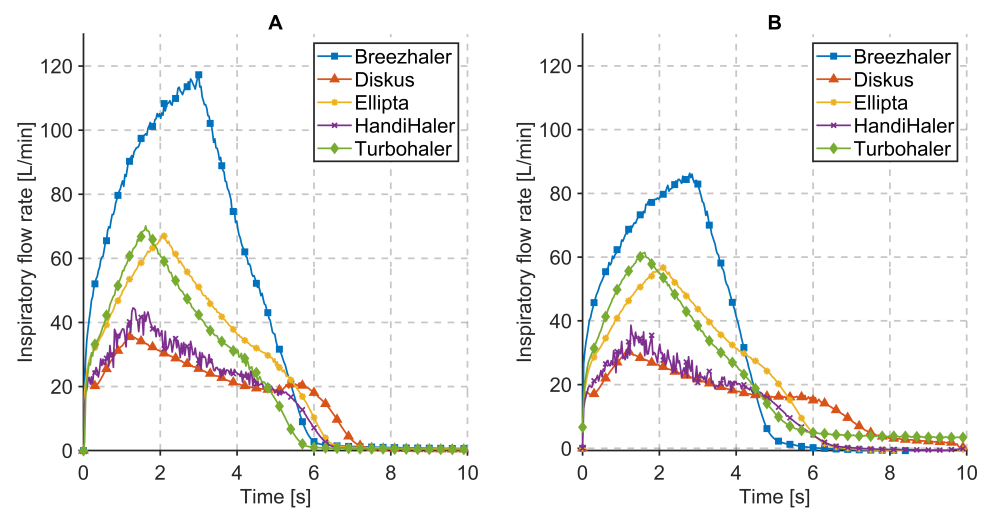 A
Inspiratory flow rate [L/min]
120
100
80
60
40
20
0
0 2 4 6 8 10
Time [s]
Breezhaler
Diskus
Ellipta
HandiHaler
Turbohaler
B
Inspiratory flow rate [L/min]
120
100
80
60
40
20
0
0 2 4 6 8 10
Time [s]
Breezhaler
Diskus
Ellipta
HandiHaler
Turbohaler